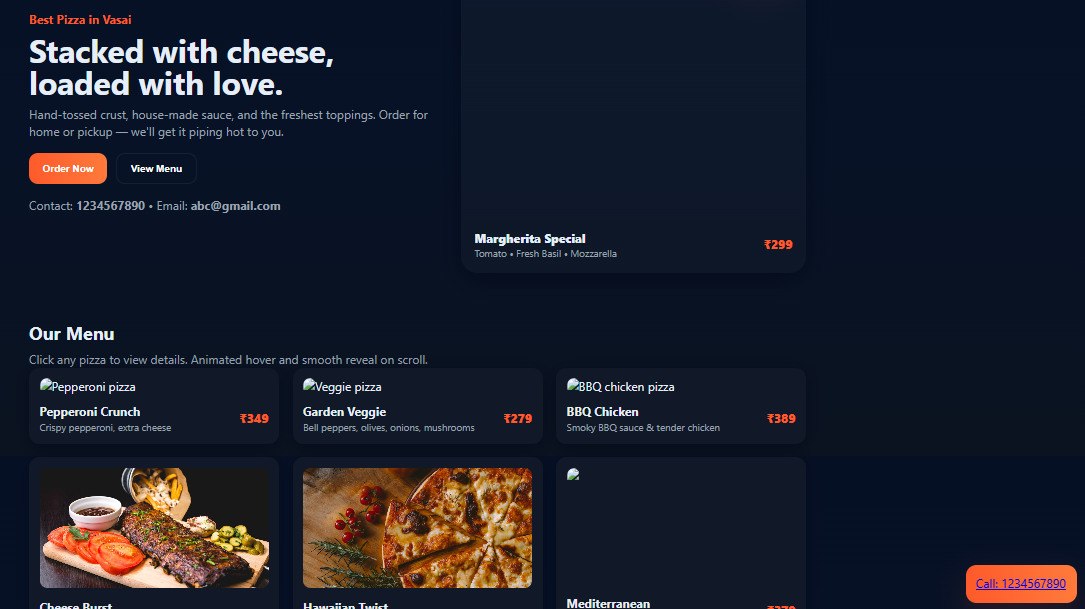 Best Pizza in Vasai
Stacked with cheese,
loaded with love.
Hand-tossed crust, house-made sauce, and the freshest toppings. Order for
home or pickup — we'll get it piping hot to you.
Order Now
View Menu
Contact: 1234567890 • Email: abc@gmail.com
Margherita Special
Tomato • Fresh Basil • Mozzarella
₹299
Our Menu
Click any pizza to view details. Animated hover and smooth reveal on scroll.
Pepperoni pizza
Pepperoni Crunch
Crispy pepperoni, extra cheese
₹349
Veggie pizza
Garden Veggie
Bell peppers, olives, onions, mushrooms
₹279
BBQ chicken pizza
BBQ Chicken
Smoky BBQ sauce & tender chicken
₹389
Cheese Burst
Hawaiian Twist
Mediterranean
Call: 1234567890